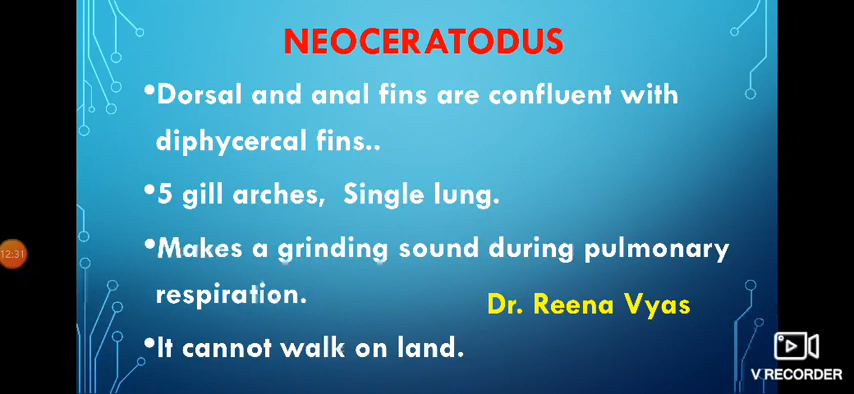 NEOCERATODUS
•Dorsal and anal fins are confluent with
diphycercal fins..
•5 gill arches, Single lung.
•Makes a grinding sound during pulmonary
respiration.
Dr. Reena Vyas
•It cannot walk on land.
12:31
V RECORDER